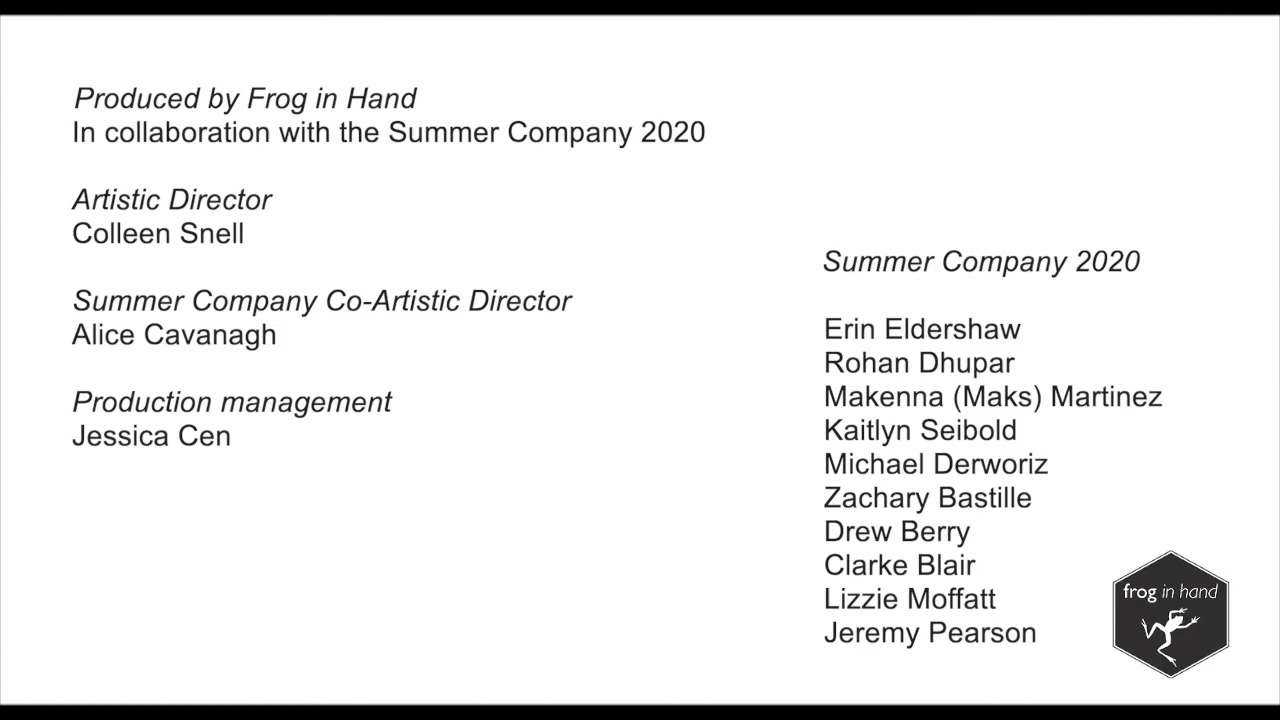 Produced by Frog in Hand
In collaboration with the Summer Company 2020
Artistic Director
Colleen Snell
Summer Company Co-Artistic Director
Alice Cavanagh
Production management
Jessica Cen
Summer Company 2020
Erin Eldershaw
Rohan Dhupar
Makenna (Maks) Martinez
Kaitlyn Seibold
Michael Derworiz
Zachary Bastille
Drew Berry
Clarke Blair
Lizzie Moffatt
Jeremy Pearson
frog in hand